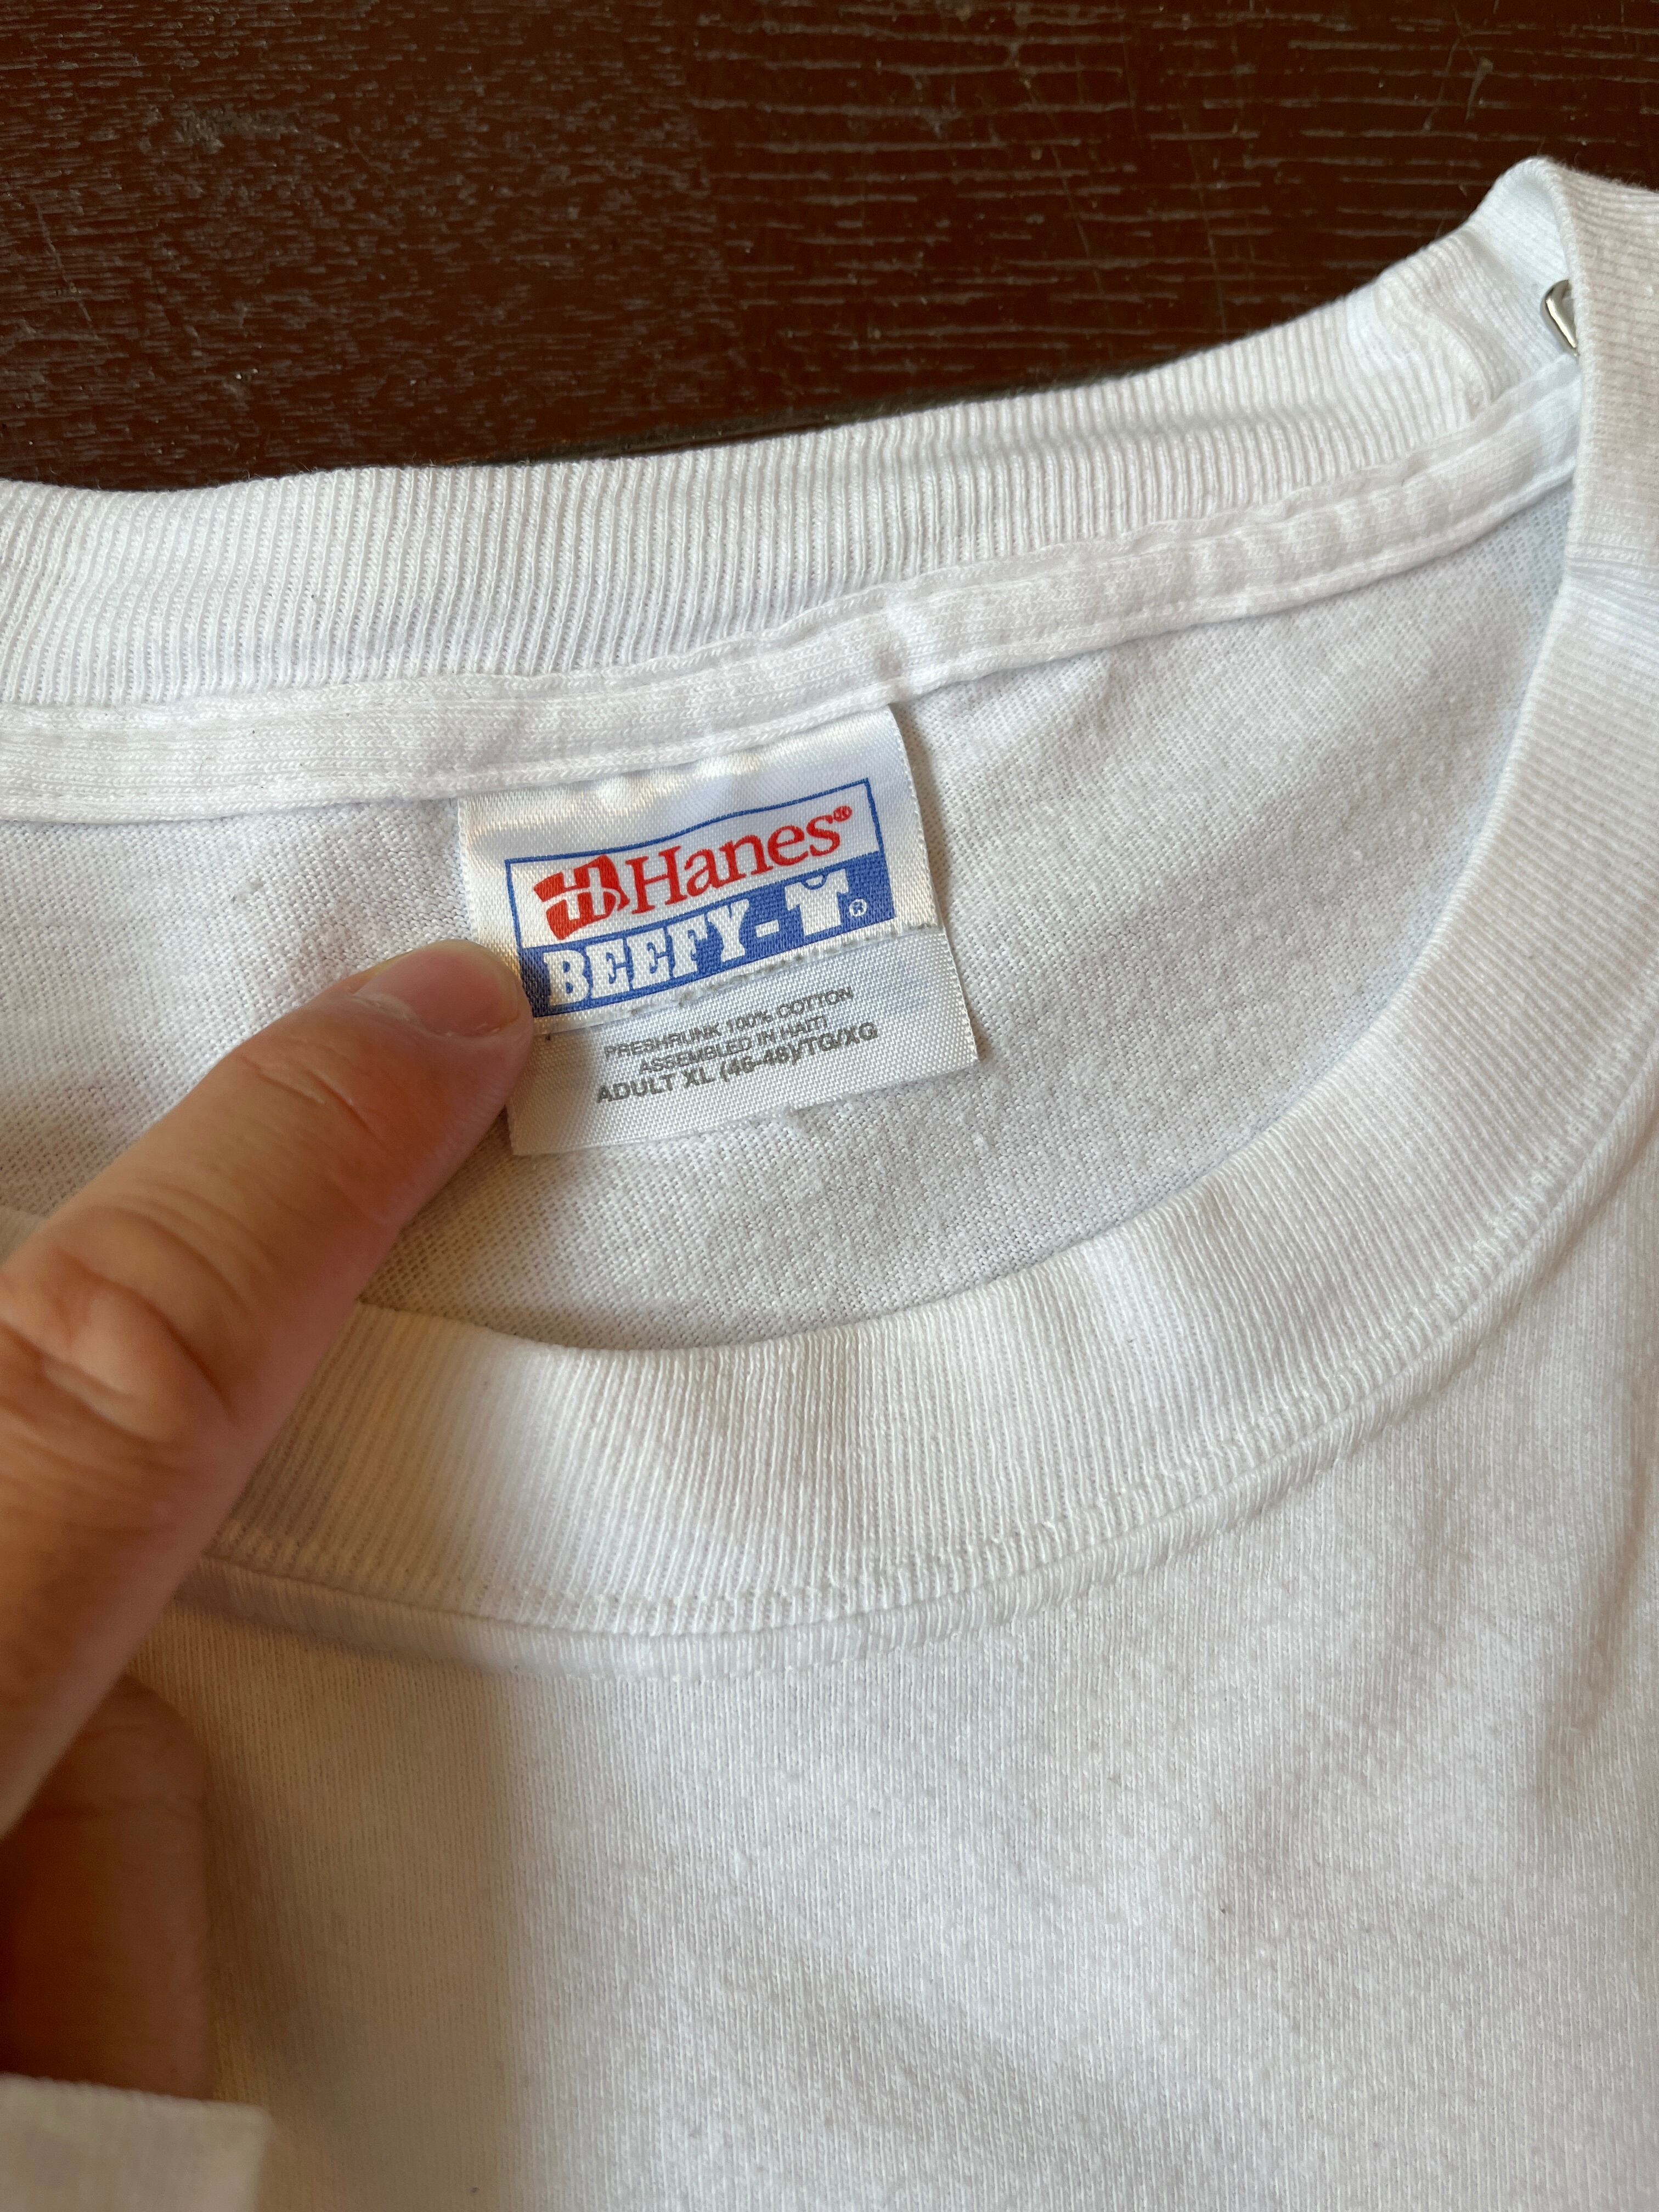 Hanes®
BEEFY-T®
PRESHRUNK 100% COTTON
ASSEMBLED IN HAITI
ADULT XL (46-48)/TG/XG